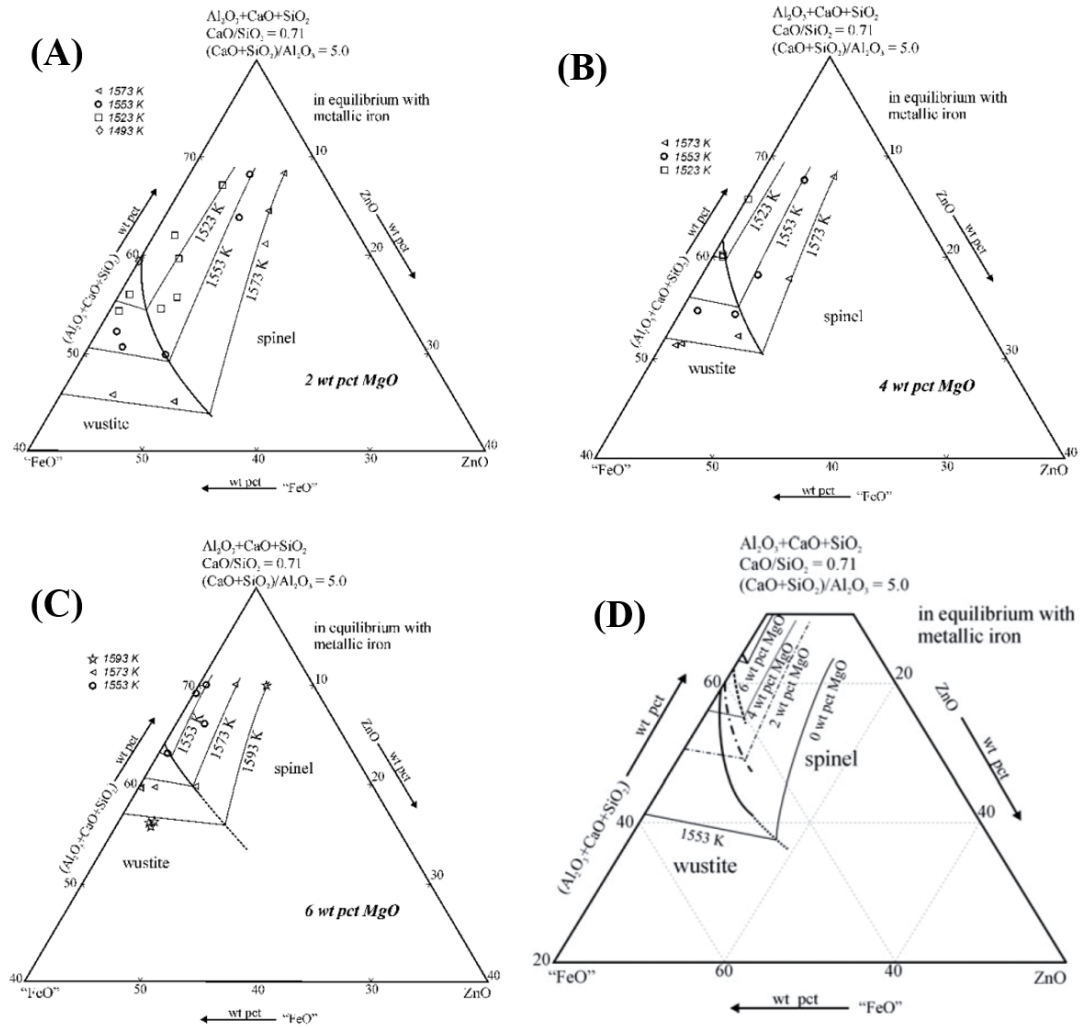 (A)
Al₂O₃+CaO+SiO₂
CaO/SiO₂ = 0.71
(CaO+SiO₂)/Al₂O₃ = 5.0
1573 K
1553 K
1523 K
1493 K
in equilibrium with
metallic iron
70
10
wt pct
ZnO
wt pct
1523 K
60
20
1553 K
1573 K
(Al₂O₃+CaO+SiO₂)
spinel
50
30
2 wt pct MgO
wustite
40
40
"FeO"
50
40
30
ZnO
wt pct
"FeO"
(B)
Al₂O₃+CaO+SiO₂
CaO/SiO₂ = 0.71
(CaO+SiO₂)/Al₂O₃ = 5.0
in equilibrium with
metallic iron
1573 K
1553 K
1523 K
70
10
wt pct
ZnO
wt pct
1523 K
1553 K
1573 K
60
20
(Al₂O₃+CaO+SiO₂)
spinel
50
30
wustite
4 wt pct MgO
40
40
"FeO"
50
40
30
ZnO
wt pct
"FeO"
(C)
Al₂O₃+CaO+SiO₂
CaO/SiO₂ = 0.71
(CaO+SiO₂)/Al₂O₃ = 5.0
in equilibrium with
metallic iron
1593 K
1573 K
1553 K
70
10
wt pct
ZnO
wt pct
1553 K
1573 K
1593 K
spinel
60
20
(Al₂O₃+CaO+SiO₂)
wustite
50
30
6 wt pct MgO
40
40
"FeO"
50
40
30
ZnO
wt pct
"FeO"
(D)
Al₂O₃+CaO+SiO₂
CaO/SiO₂ = 0.71
(CaO+SiO₂)/Al₂O₃ = 5.0
in equilibrium with
metallic iron
6 wt pct MgO
4 wt pct MgO
2 wt pct MgO
0 wt pct MgO
60
20
wt pct
ZnO
wt pct
spinel
(Al₂O₃+CaO+SiO₂)
40
40
1553 K
wustite
20
"FeO"
60
40
ZnO
wt pct
"FeO"